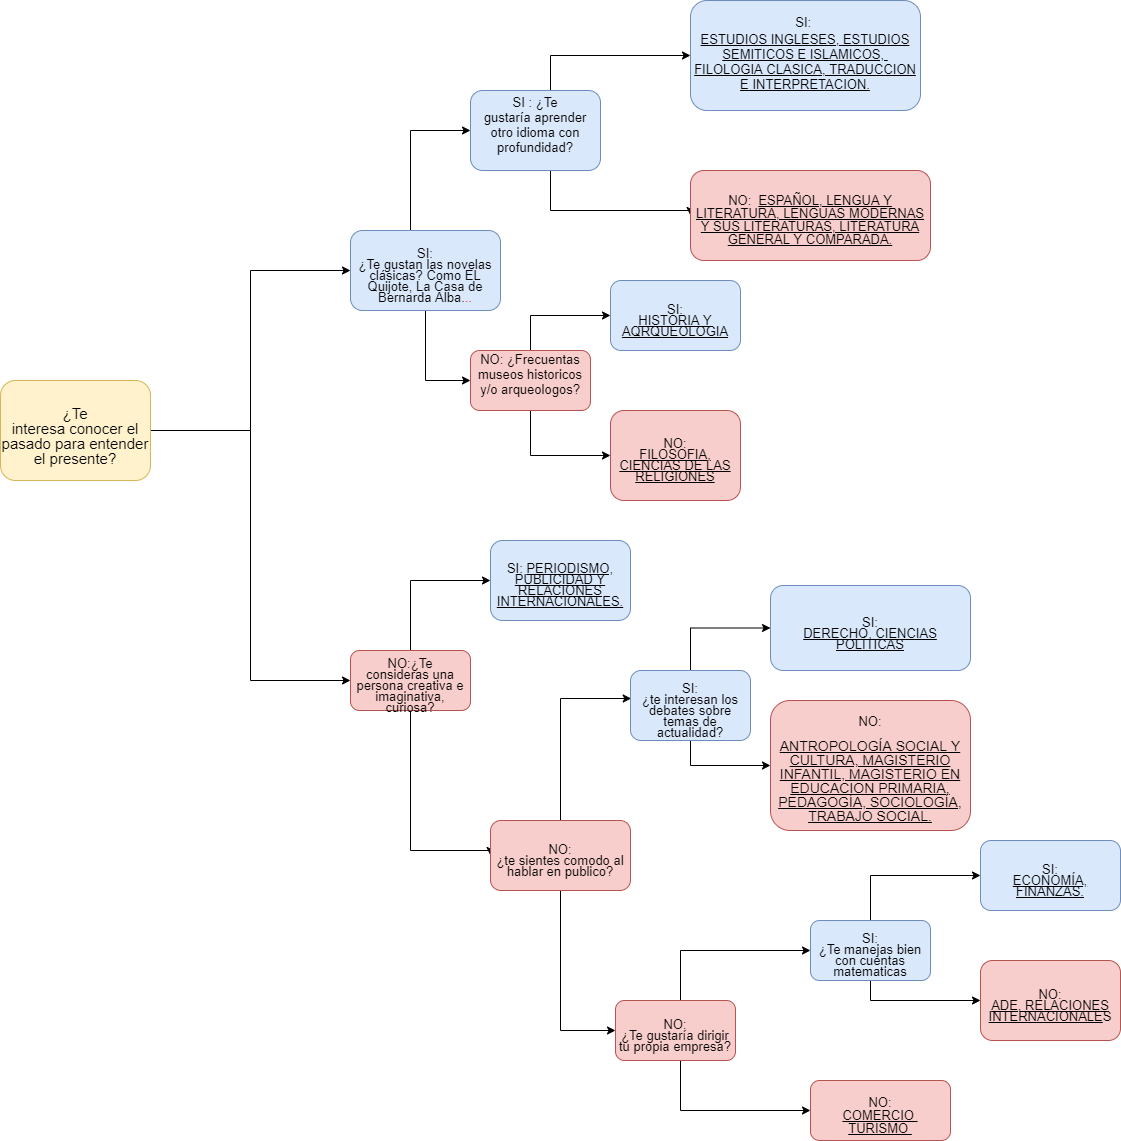 SI:
ESTUDIOS INGLESES, ESTUDIOS
SEMITICOS E ISLAMICOS,
FILOLOGIA CLASICA, TRADUCCION
E INTERPRETACION.
SI : ¿Te
gustaría aprender
otro idioma con
profundidad?
NO: ESPAÑOL, LENGUA Y
LITERATURA, LENGUAS MODERNAS
Y SUS LITERATURAS, LITERATURA
GENERAL Y COMPARADA.
SI:
¿Te gustan las novelas
clásicas? Como EL
Quijote, La Casa de
Bernarda Alba...
SI:
HISTORIA Y
AQRQUEOLOGIA
NO: ¿Frecuentas
museos historicos
y/o arqueologos?
¿Te
interesa conocer el
pasado para entender
el presente?
NO:
FILOSOFIA,
CIENCIAS DE LAS
RELIGIONES
SI: PERIODISMO,
PUBLICIDAD Y
RELACIONES
INTERNACIONALES.
NO:¿Te
consideras una
persona creativa e
imaginativa,
curiosa?
SI:
DERECHO, CIENCIAS
POLITICAS
SI:
¿te interesan los
debates sobre
temas de
actualidad?
NO:
ANTROPOLOGÍA SOCIAL Y
CULTURA, MAGISTERIO
INFANTIL, MAGISTERIO EN
EDUCACION PRIMARIA,
PEDAGOGIA, SOCIOLOGÍA,
TRABAJO SOCIAL.
NO:
¿te sientes comodo al
hablar en publico?
SI:
ECONOMÍA,
FINANZAS.
SI:
¿Te manejas bien
con cuentas
matematicas
NO:
ADE, RELACIONES
INTERNACIONALES
NO:
¿Te gustaría dirigir
tu propia empresa?
NO:
COMERCIO
TURISMO